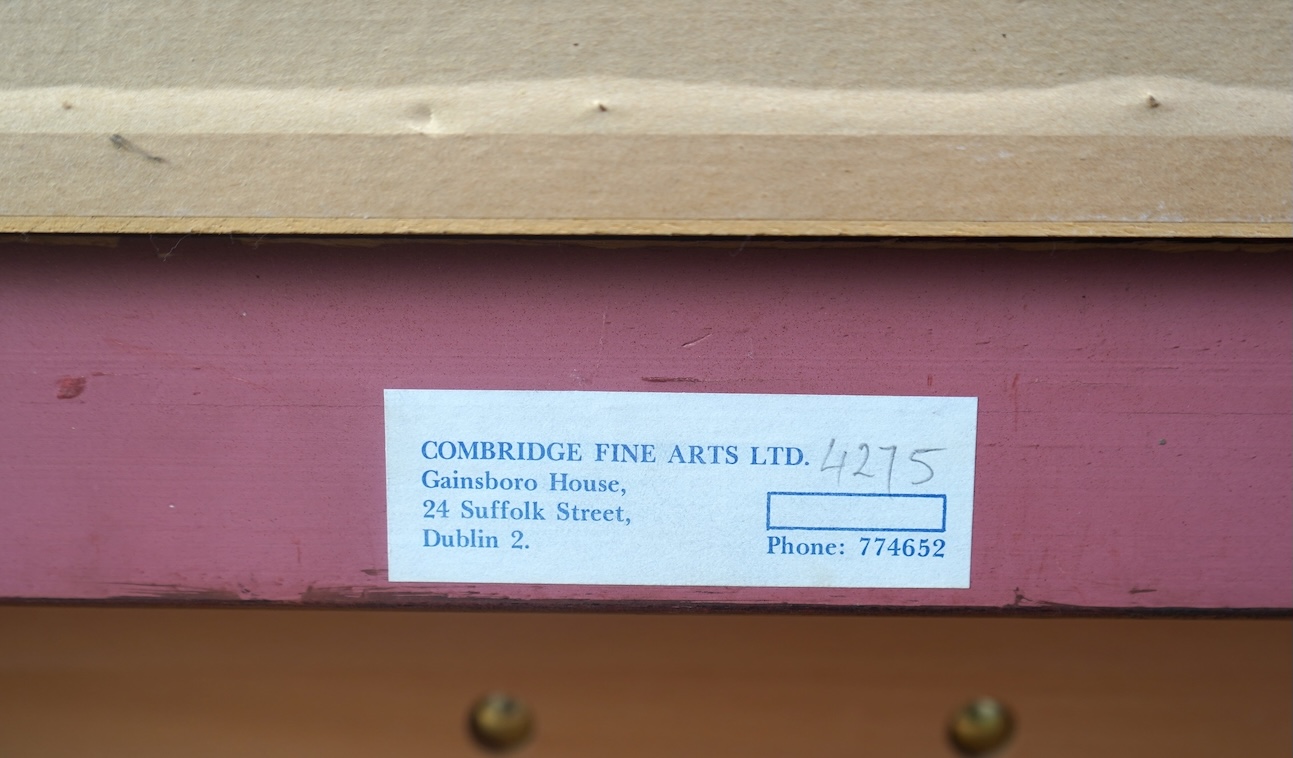 COMBRIDGE FINE ARTS LTD. 4275
Gainsboro House,
24 Suffolk Street,
Dublin 2.
Phone: 774652